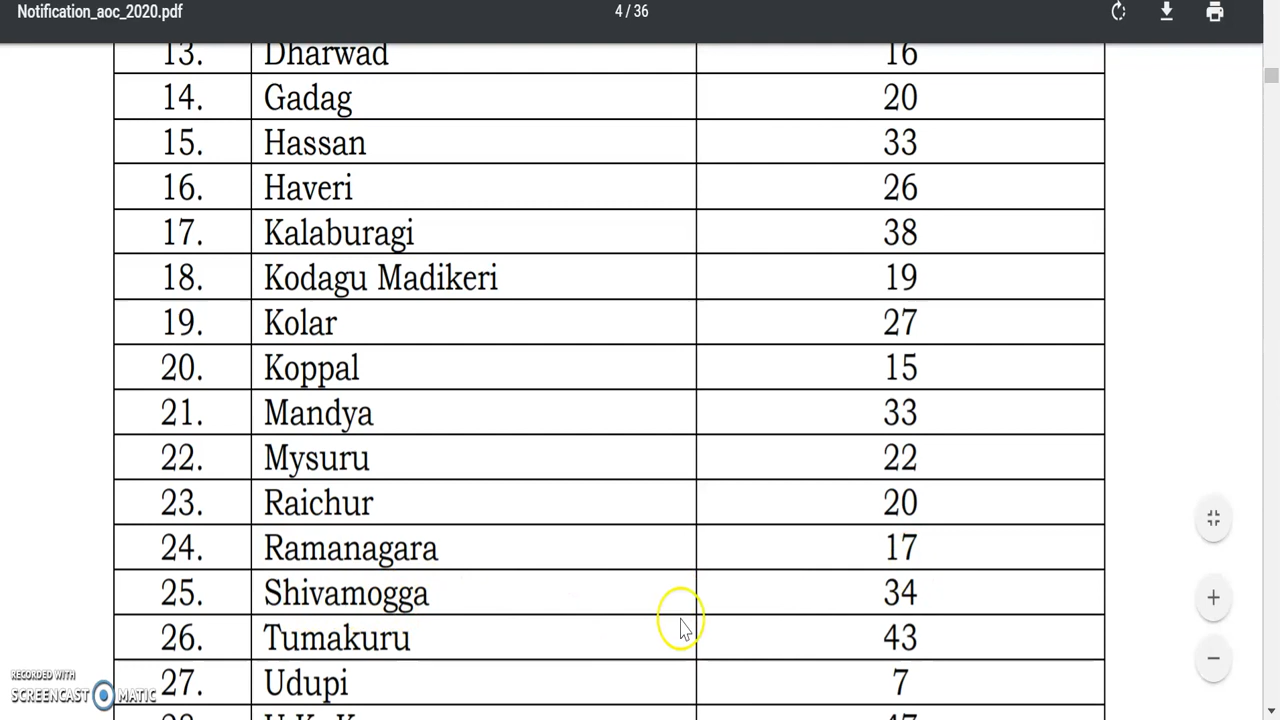 Notification_aoc_2020.pdf 4 / 36
13. Dharwad 16
14. Gadag 20
15. Hassan 33
16. Haveri 26
17. Kalaburagi 38
18. Kodagu Madikeri 19
19. Kolar 27
20. Koppal 15
21. Mandya 33
22. Mysuru 22
23. Raichur 20
24. Ramanagara 17
25. Shivamogga 34
26. Tumakuru 43
27. Udupi 7
RECORDED WITH
SCREENCAST MATIC